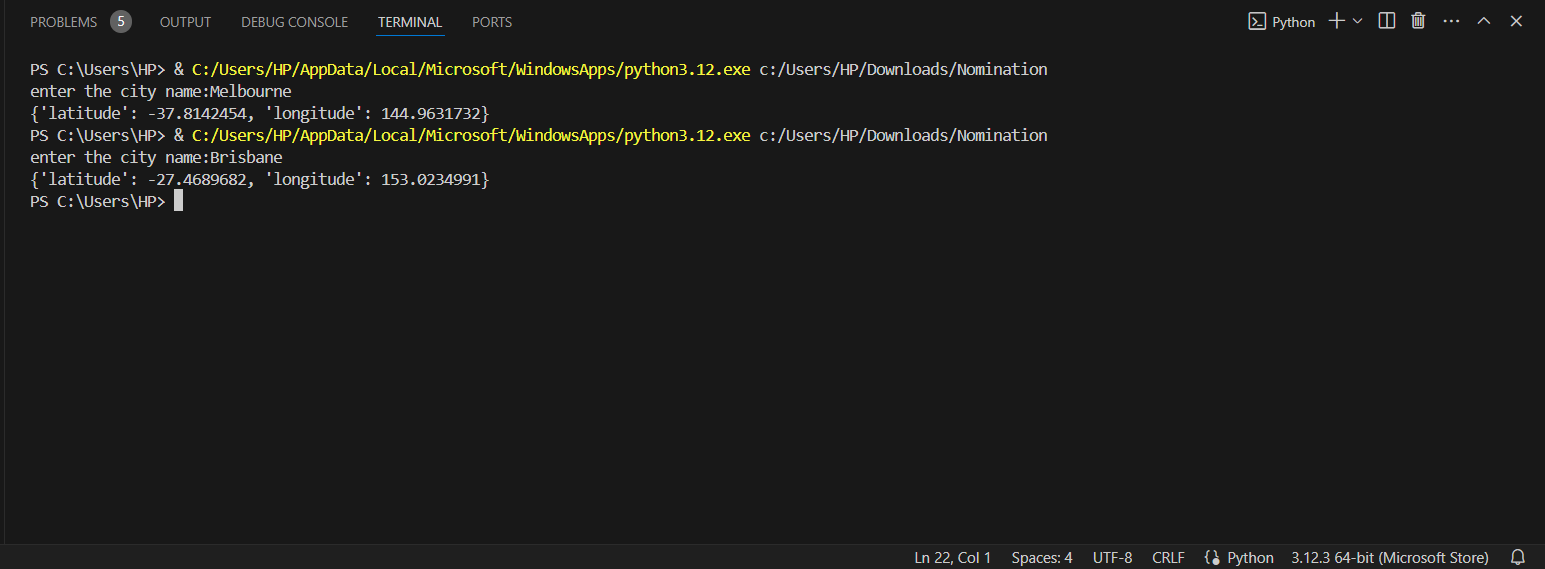 PROBLEMS 5 OUTPUT DEBUG CONSOLE TERMINAL PORTS Python
PS C:\Users\HP> & C:/Users/HP/AppData/Local/Microsoft/WindowsApps/python3.12.exe c:/Users/HP/Downloads/Nomination
enter the city name:Melbourne
{'latitude': -37.8142454, 'longitude': 144.9631732}
PS C:\Users\HP> & C:/Users/HP/AppData/Local/Microsoft/WindowsApps/python3.12.exe c:/Users/HP/Downloads/Nomination
enter the city name:Brisbane
{'latitude': -27.4689682, 'longitude': 153.0234991}
PS C:\Users\HP>
Ln 22, Col 1 Spaces: 4 UTF-8 CRLF Python 3.12.3 64-bit (Microsoft Store)